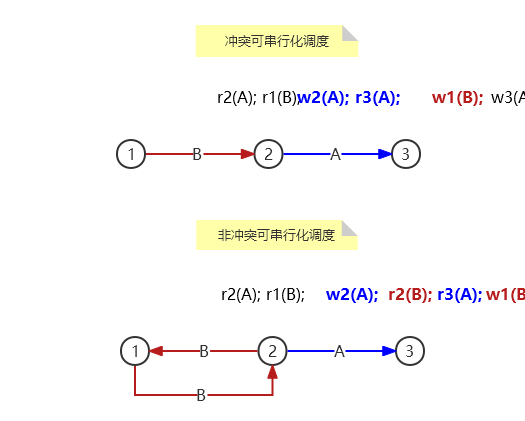 冲突可串行化调度
r2(A); r1(B); w2(A); r3(A); w1(B); w3(A
1 B 2 A 3
非冲突可串行化调度
r2(A); r1(B); w2(A); r2(B); r3(A); w1(B
1 B 2 A 3
B